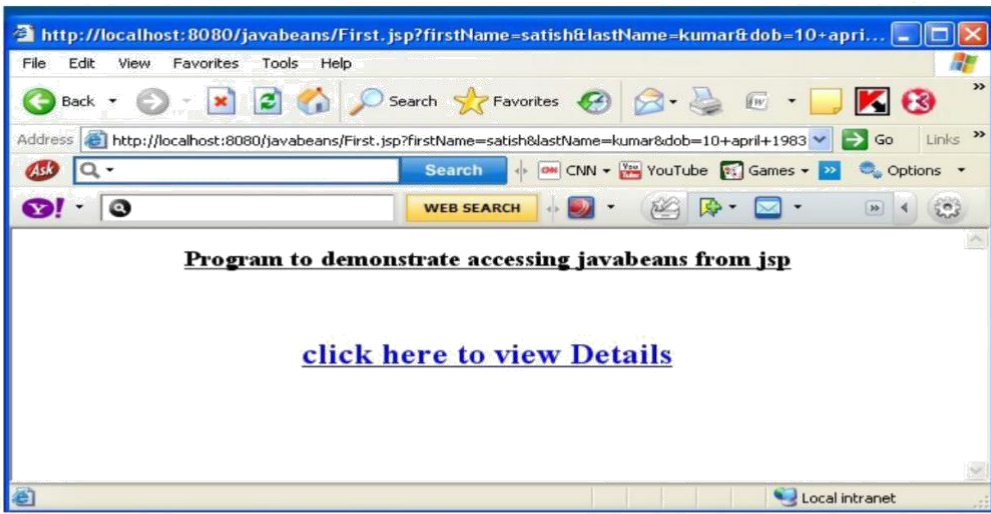 http://localhost:8080/javabeans/First.jsp?firstName=satish&lastName=kumar&dob=10+apri...
File Edit View Favorites Tools Help
Back Search Favorites
Address http://localhost:8080/javabeans/First.jsp?firstName=satish&lastName=kumar&dob=10+april+1983 Go Links
Ask Search CNN CNN YouTube Games Options
Y! WEB SEARCH
Program to demonstrate accessing javabeans from jsp
click here to view Details
Local intranet